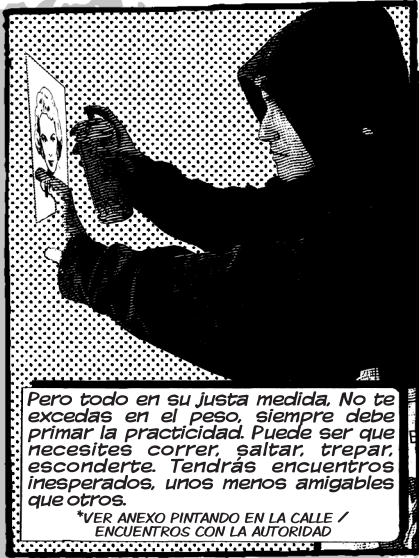 Pero todo en su justa medida. No te
excedas en el peso, siempre debe
primar la practicidad. Puede ser que
necesites correr, saltar, trepar,
esconderte. Tendrás encuentros
inesperados, unos menos amigables
que otros.
*VER ANEXO PINTANDO EN LA CALLE /
ENCUENTROS CON LA AUTORIDAD